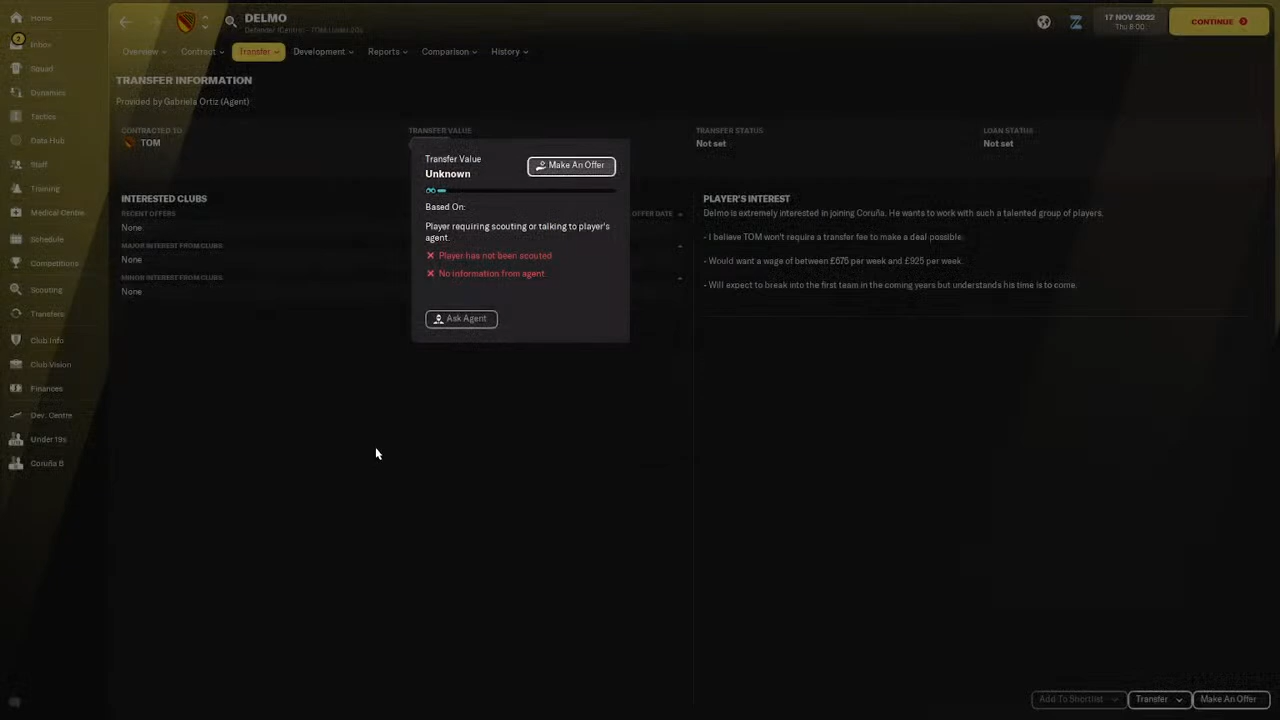 Home
DELMO
17 NOV 2022
Thu 8:00
CONTINUE
2
Inbox
Squad
Dynamics
Tactics
Data Hub
Staff
Training
Medical Centre
Schedule
Competitions
Scouting
Transfers
Club Info
Club Vision
Finances
Dev. Centre
Under 19s
Coruña B
Overview
Contract
Transfer
Development
Reports
Comparison
History
TRANSFER INFORMATION
Provided by Gabriela Ortiz (Agent)
CONTRACTED TO
TOM
TRANSFER VALUE
TRANSFER STATUS
Not set
LOAN STATUS
Not set
Transfer Value
Unknown
Make An Offer
Based On:
Player requiring scouting or talking to player's
agent.
Player has not been scouted
No information from agent
Ask Agent
INTERESTED CLUBS
RECENT OFFERS
OFFER DATE
None
MAJOR INTEREST FROM CLUBS
None
MINOR INTEREST FROM CLUBS
None
PLAYER'S INTEREST
Delmo is extremely interested in joining Coruña. He wants to work with such a talented group of players.
- I believe TOM won't require a transfer fee to make a deal possible.
- Would want a wage of between £675 per week and £925 per week.
- Will expect to break into the first team in the coming years but understands his time is to come.
Add To Shortlist
Transfer
Make An Offer